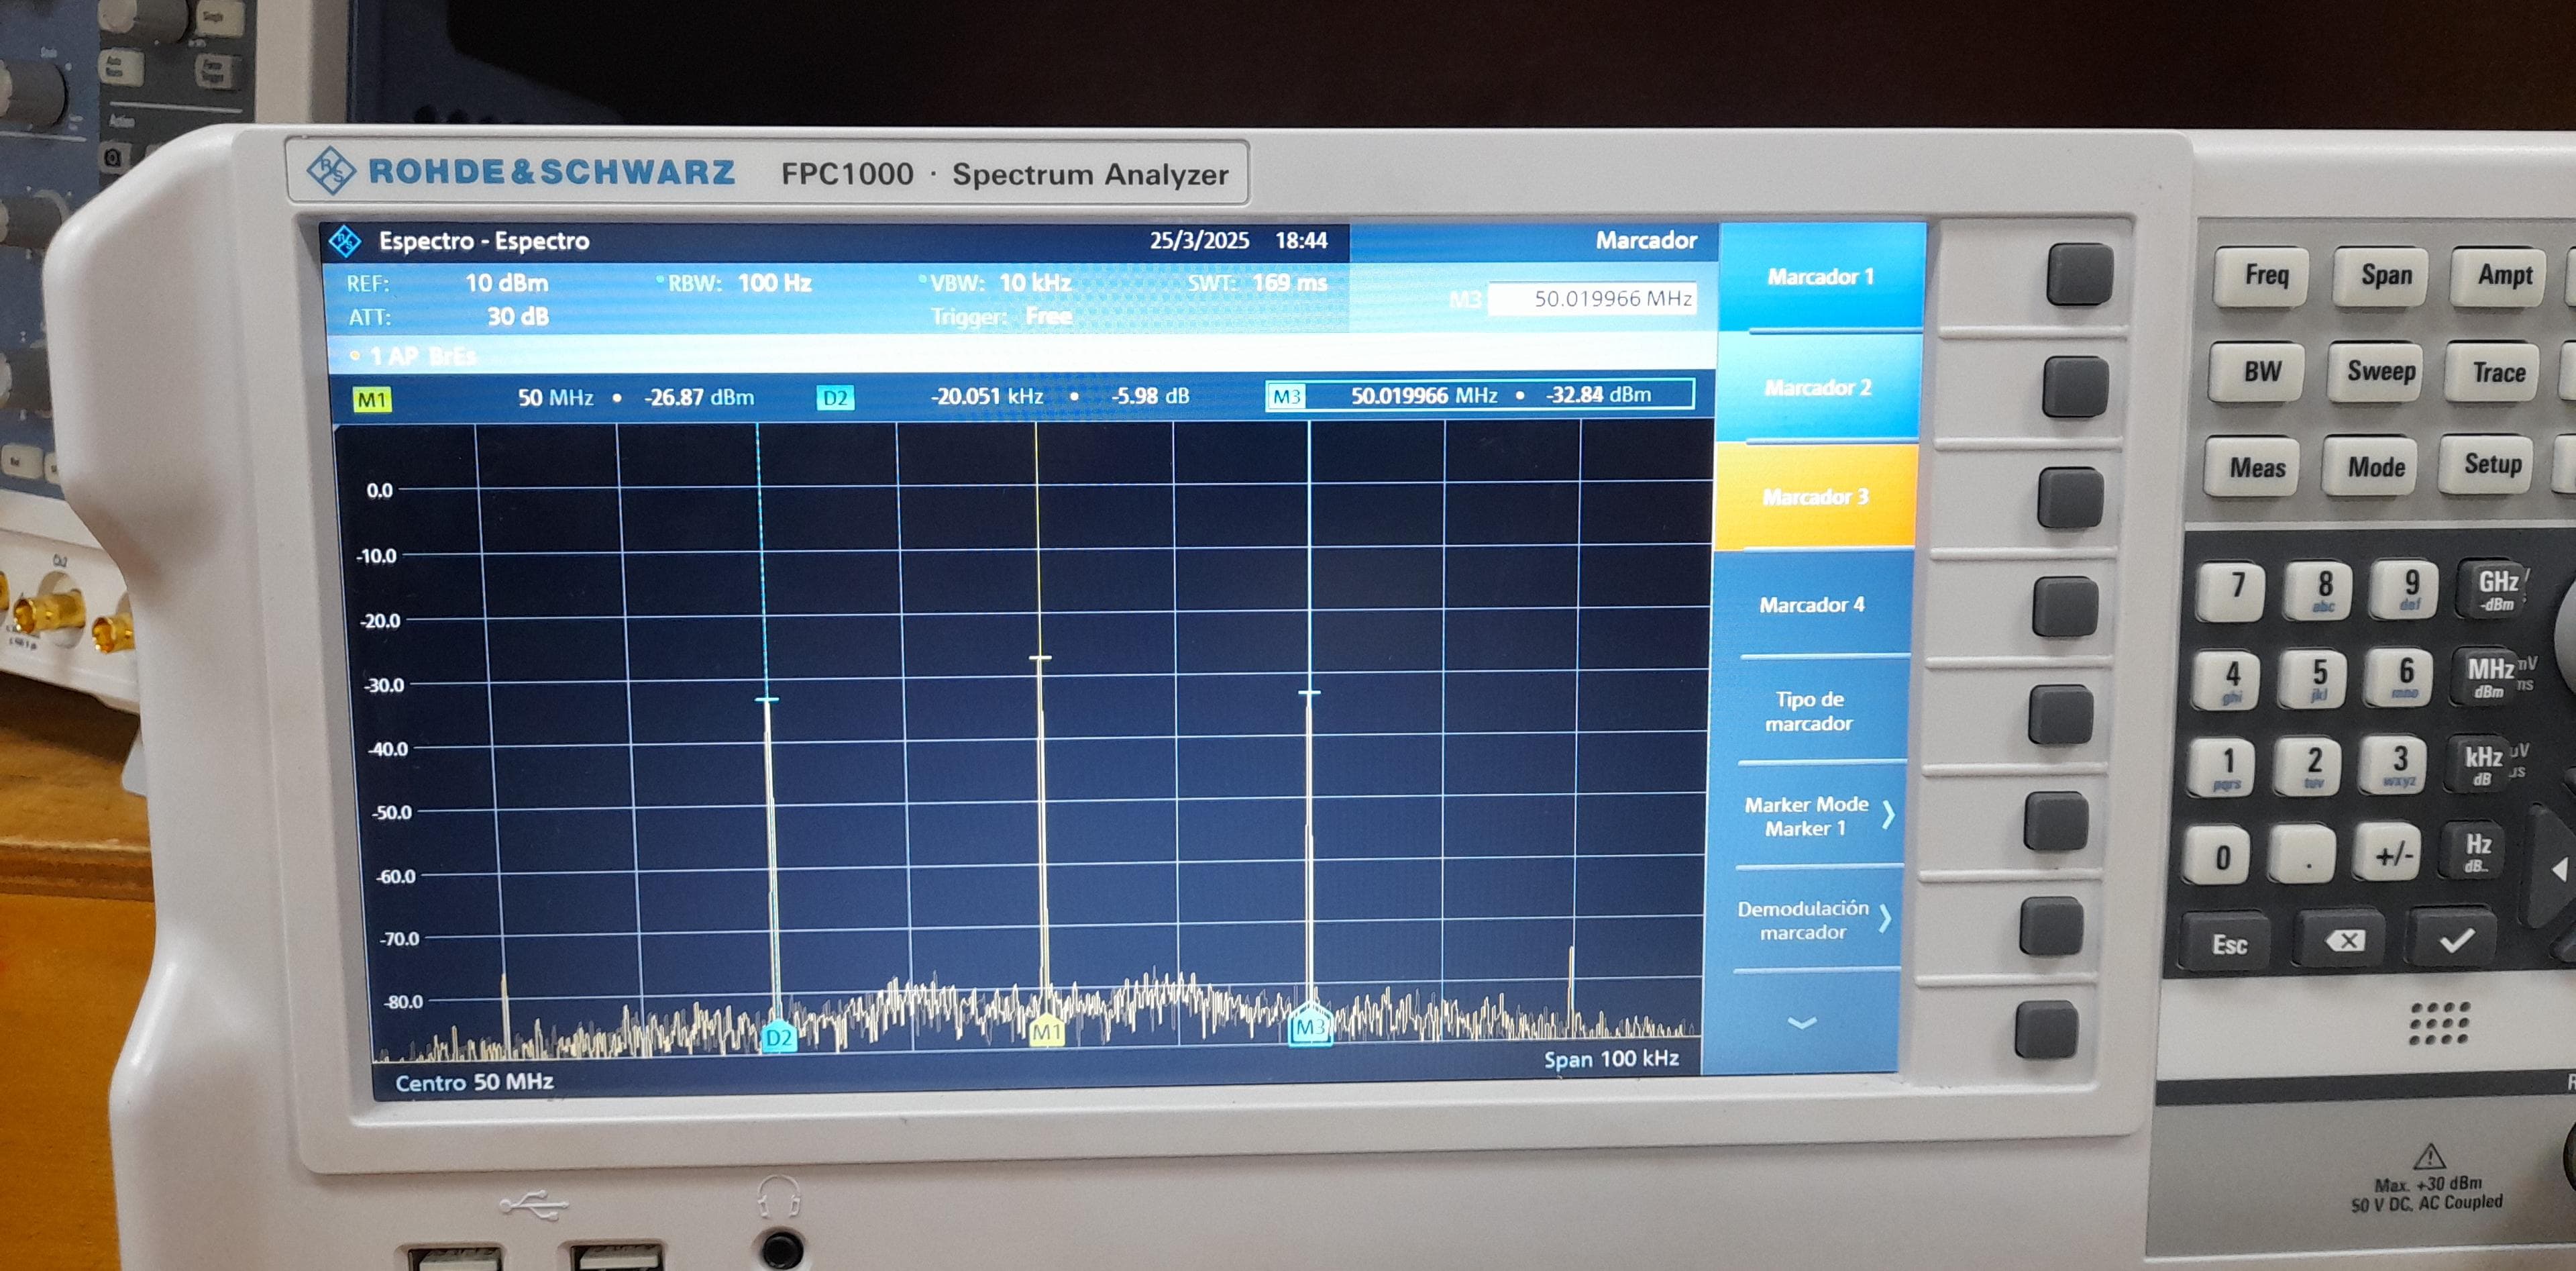 ROHDE&SCHWARZ FPC1000 · Spectrum Analyzer
Espectro - Espectro 25/3/2025 18:44 Marcador
REF: 10 dBm RBW: 100 Hz VBW: 10 kHz SWT: 169 ms
M3 50.019966 MHz
ATT: 30 dB Trigger: Free
1 AP BrEs
M1 50 MHz • -26.87 dBm D2 -20.051 kHz • -5.98 dB M3 50.019966 MHz • -32.84 dBm
0.0
-10.0
-20.0
-30.0
-40.0
-50.0
-60.0
-70.0
-80.0
D2 M1 M3
Centro 50 MHz Span 100 kHz
Marcador 1
Marcador 2
Marcador 3
Marcador 4
Tipo de
marcador
Marker Mode
Marker 1
Demodulación
marcador
Freq Span Ampt
BW Sweep Trace
Meas Mode Setup
7 8 abc 9 def GHz -dBm
4 ghi 5 jkl 6 mno MHz dBm
1 pqrs 2 tuv 3 wxyz kHz dB
0 . +/- Hz dB..
Esc
Max. +30 dBm
50 V DC, AC Coupled
Single
Auto
Force
Trigger
Action
Ch2